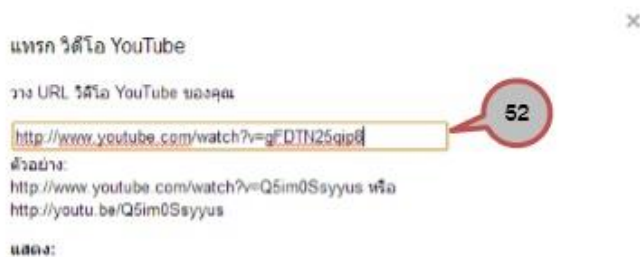 แทรก วิดีโอ YouTube
วาง URL วิดีโอ YouTube ของคุณ
http://www.youtube.com/watch?v=gFDTN25qip8
52
ตัวอย่าง:
http://www.youtube.com/watch?v=Q5im0Ssyyus หรือ
http://youtu.be/Q5im0Ssyyus
แสดง: